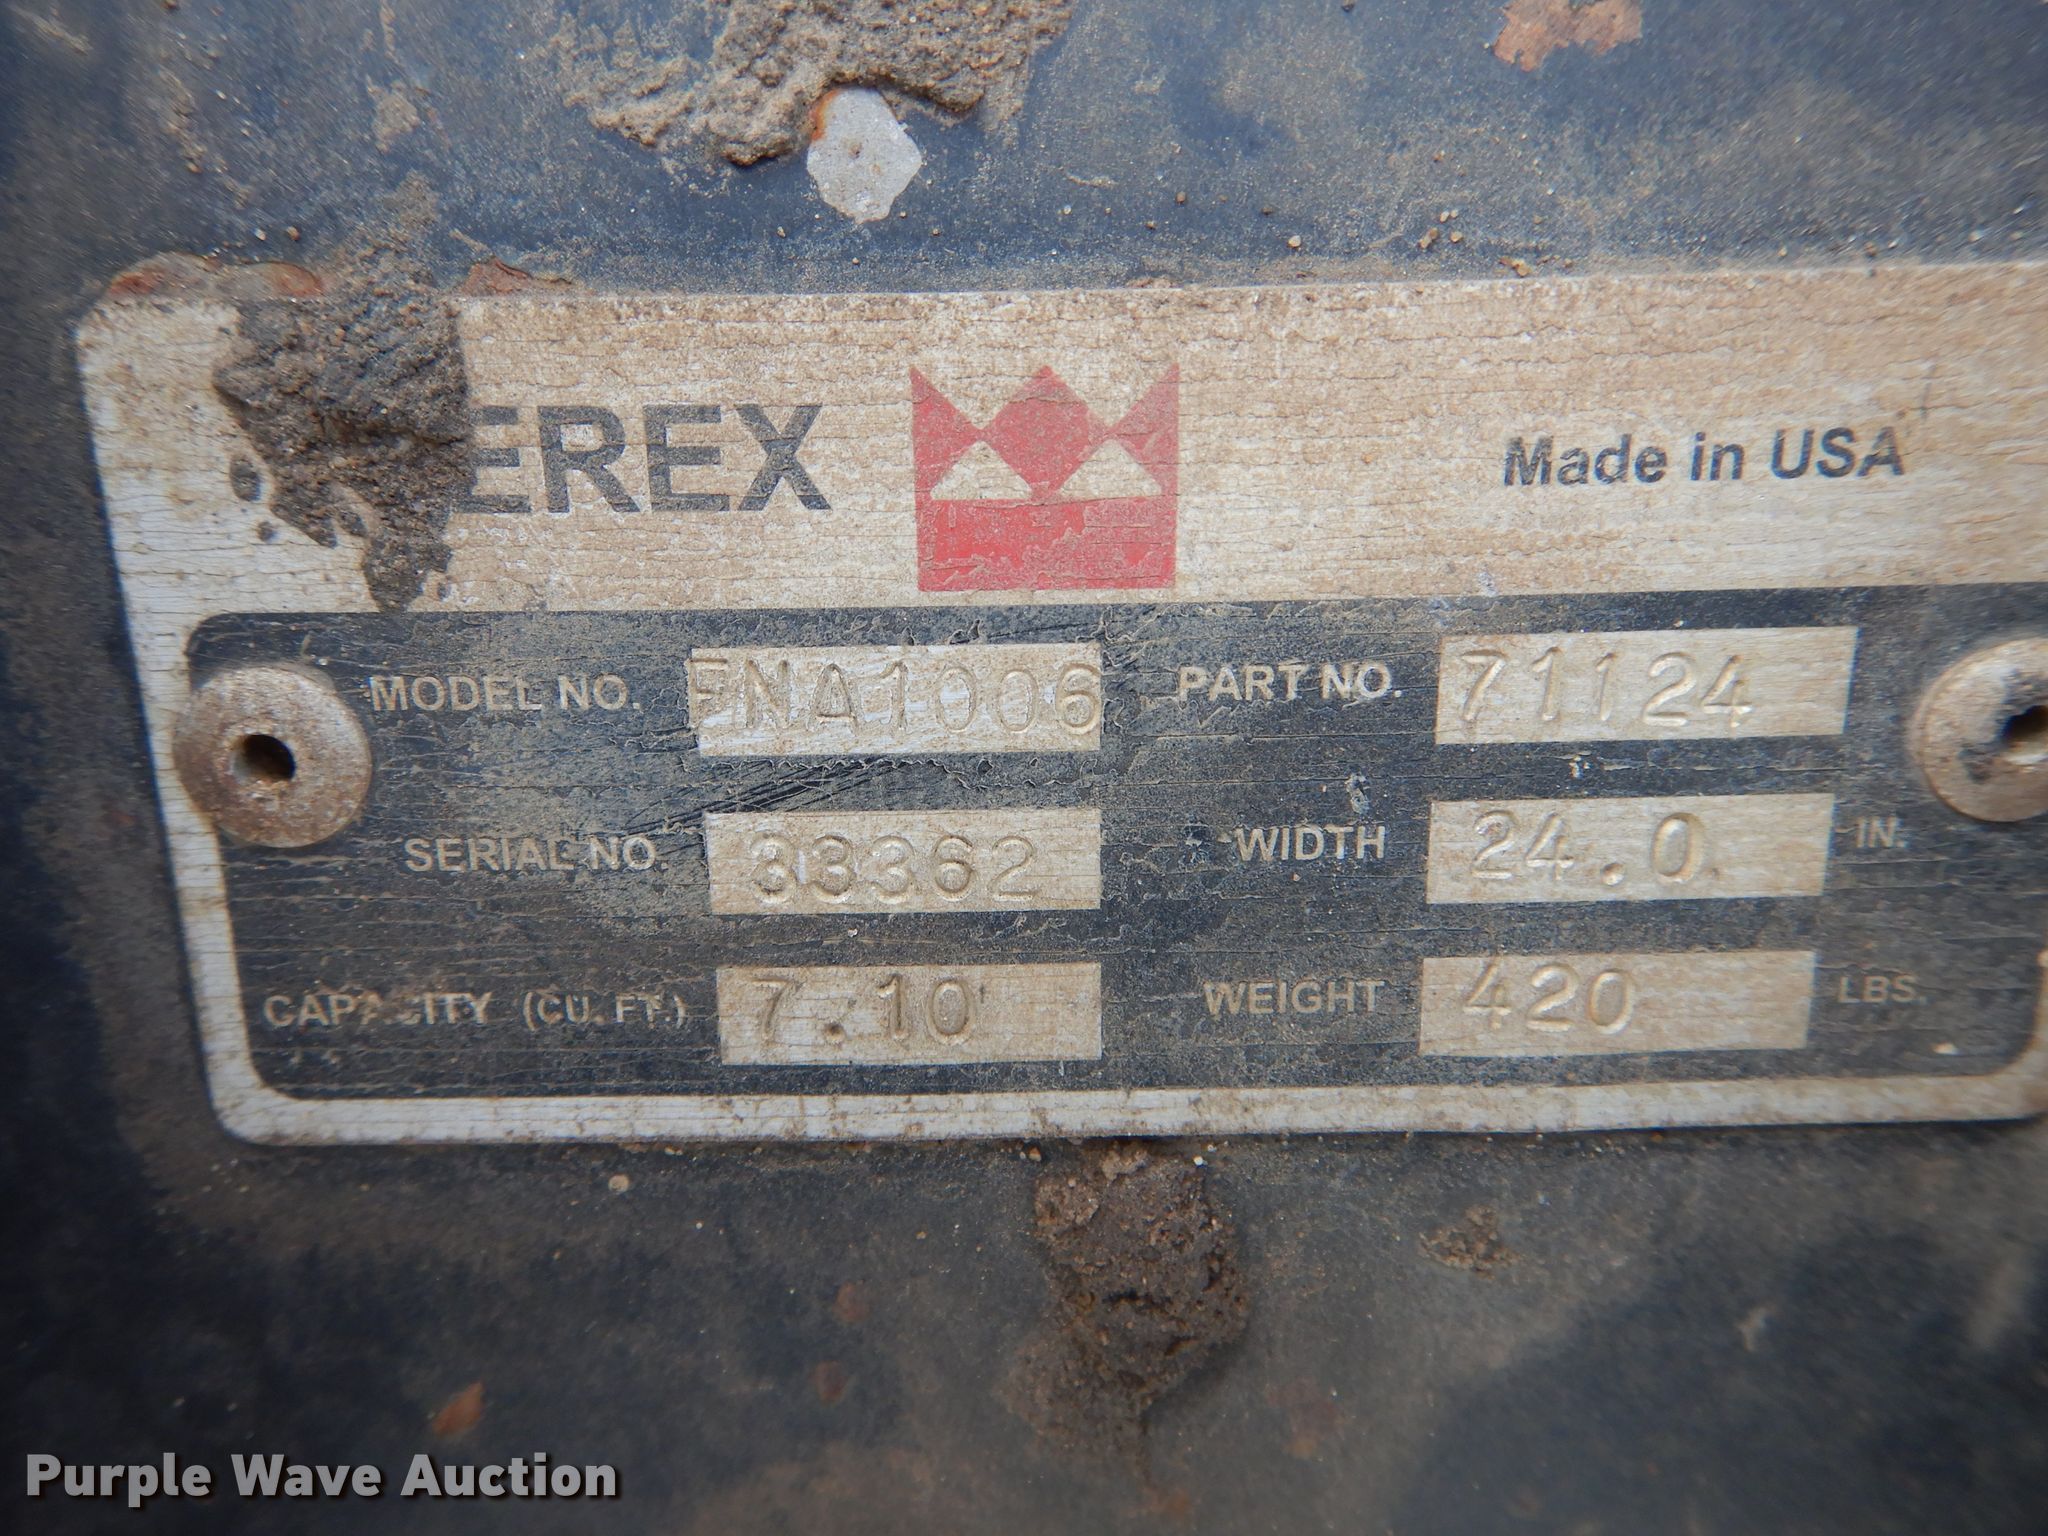 EREX
Made in USA
MODEL NO. ENA1006 PART NO. 71124
SERIAL NO. 33362 WIDTH 24.0 IN.
CAPACITY (CU. FT.) 7.10 WEIGHT 420 LBS.
Purple Wave Auction